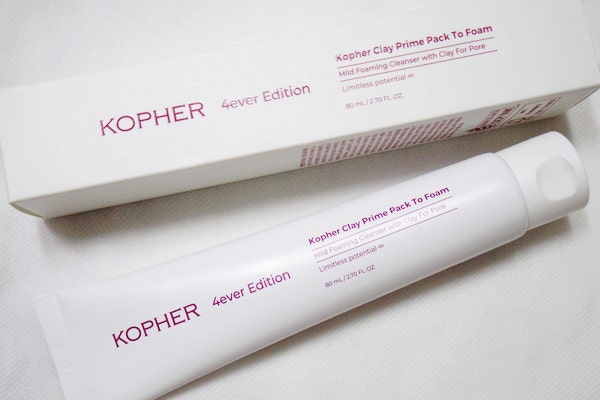 KOPHER 4ever Edition
Kopher Clay Prime Pack To Foam
Mild Foaming Cleanser with Clay For Pore
Limitless potential ∞
80 mL / 2.70 FL.OZ.
KOPHER 4ever Edition
Kopher Clay Prime Pack To Foam
Mild Foaming Cleanser with Clay For Pore
Limitless potential ∞
80 mL / 2.70 FL.OZ.